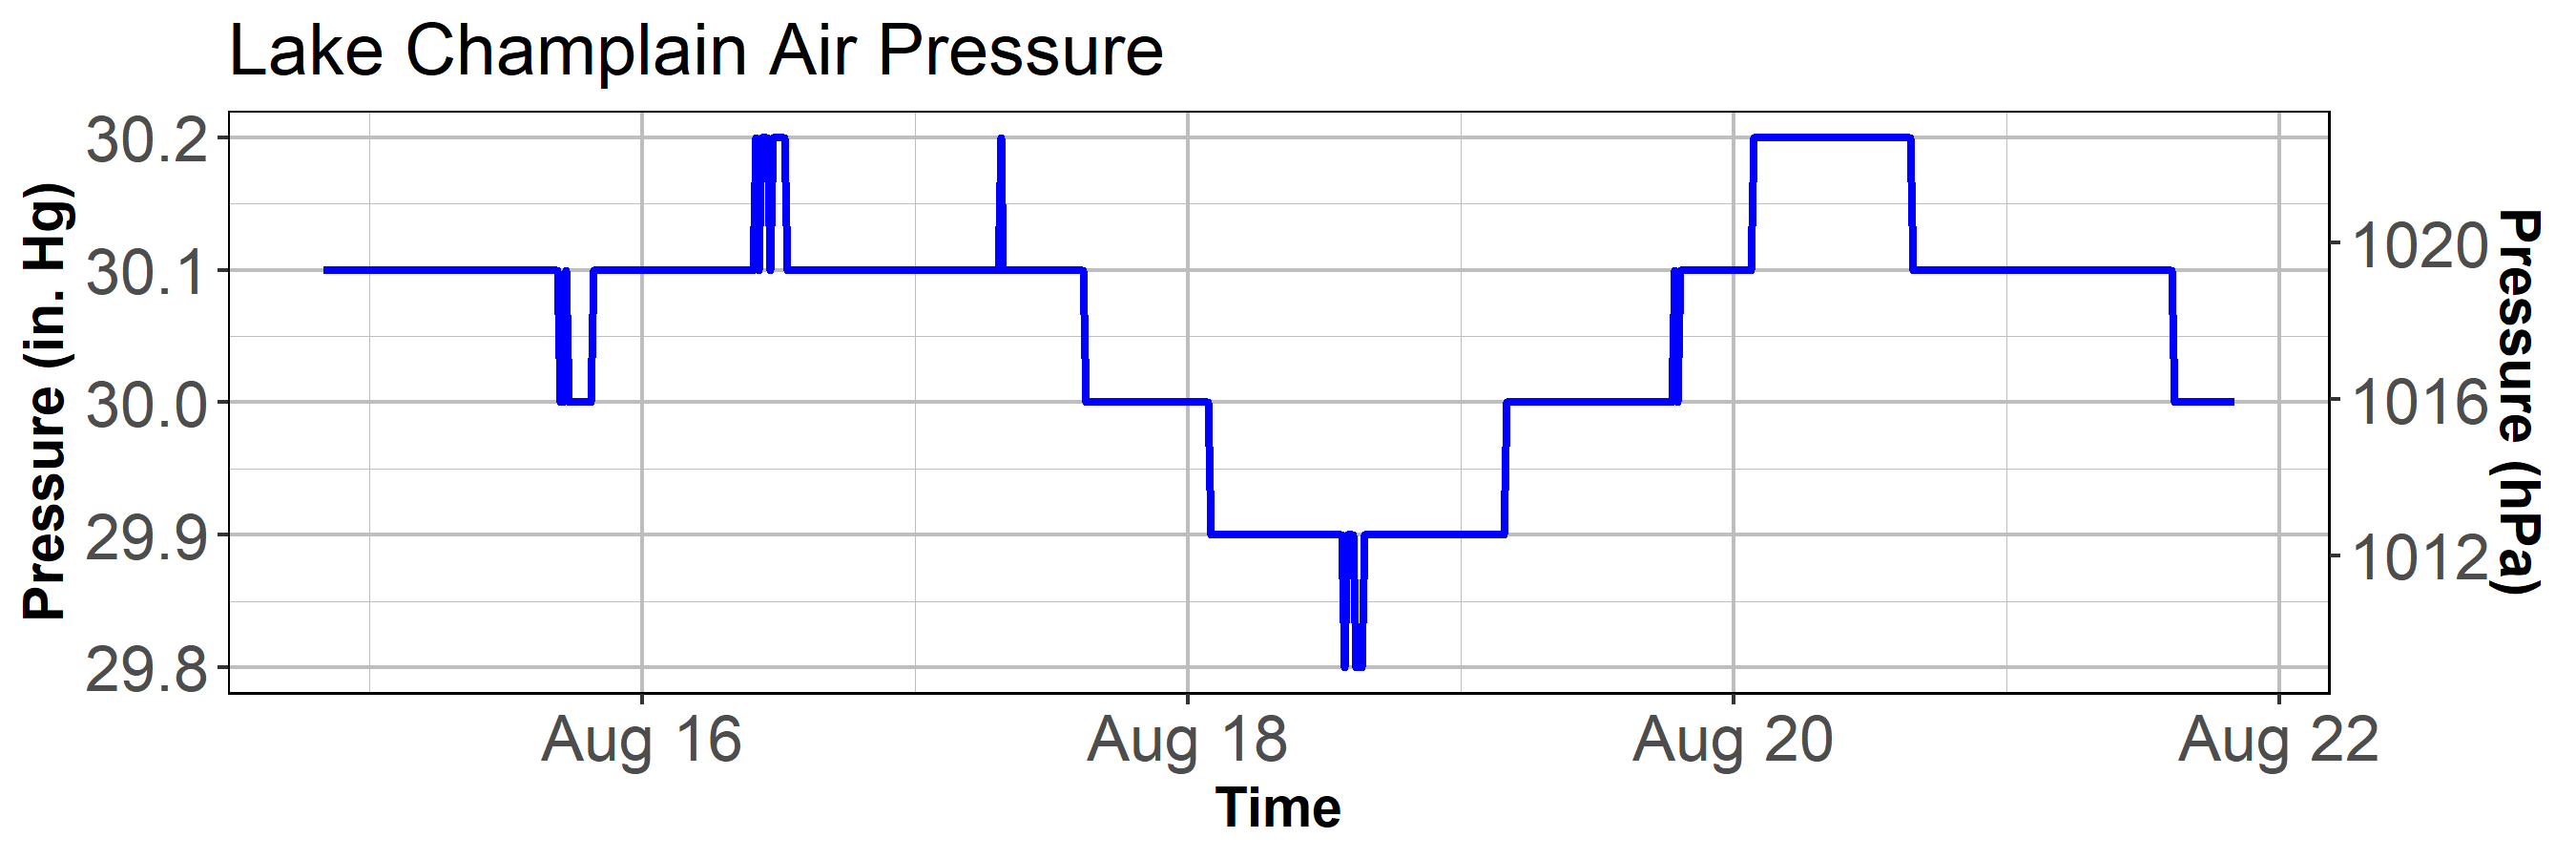 Lake Champlain Air Pressure
Pressure (in. Hg)
30.2
30.1
30.0
29.9
29.8
1020
1016
1012
Pressure (hPa)
Aug 16
Aug 18
Aug 20
Aug 22
Time